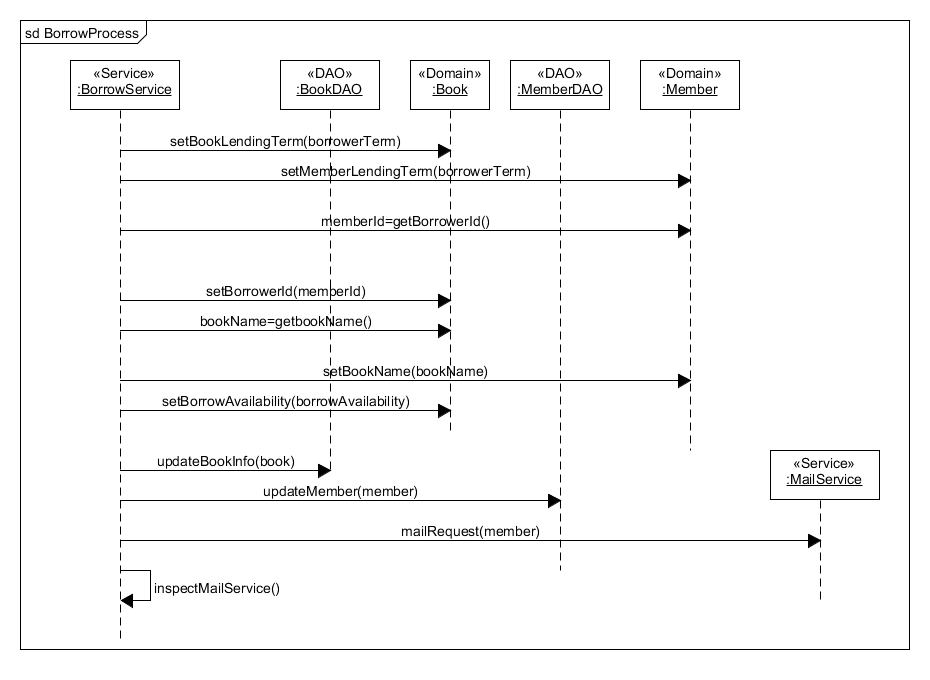 sd BorrowProcess
«Service»
:BorrowService
«DAO»
:BookDAO
«Domain»
:Book
«DAO»
:MemberDAO
«Domain»
:Member
setBookLendingTerm(borrowerTerm)
setMemberLendingTerm(borrowerTerm)
memberId=getBorrowerId()
setBorrowerId(memberId)
bookName=getbookName()
setBookName(bookName)
setBorrowAvailability(borrowAvailability)
updateBookInfo(book)
«Service»
:MailService
updateMember(member)
mailRequest(member)
inspectMailService()